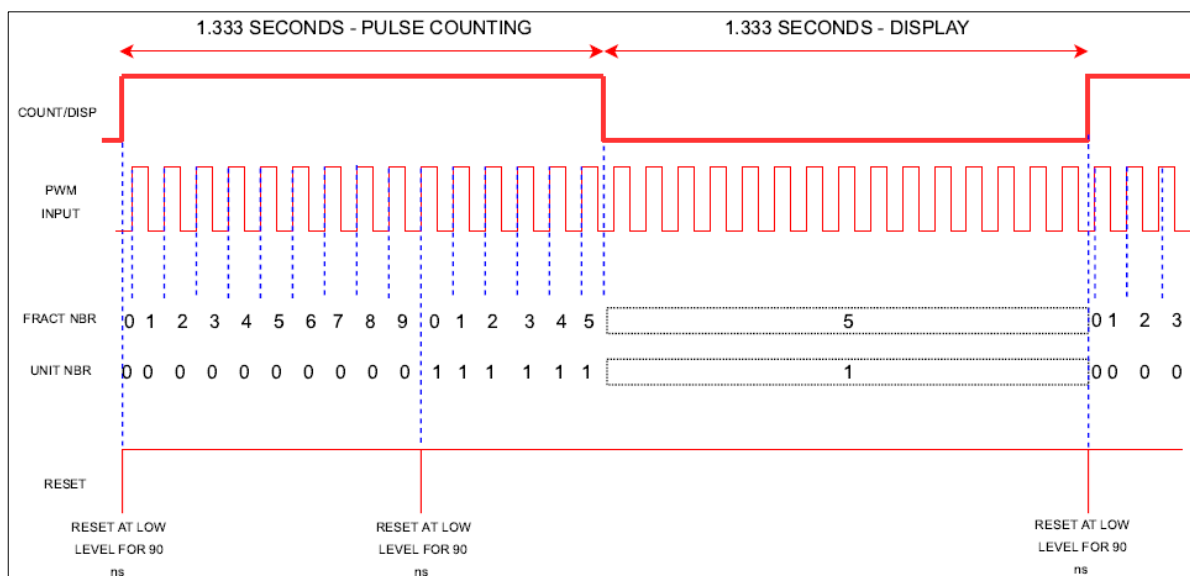 1.333 SECONDS - PULSE COUNTING 1.333 SECONDS - DISPLAY
COUNT/DISP
PWM
INPUT
FRACT NBR 0 1 2 3 4 5 6 7 8 9 0 1 2 3 4 5 5 0 1 2 3
UNIT NBR 0 0 0 0 0 0 0 0 0 0 1 1 1 1 1 1 1 0 0 0 0
RESET
RESET AT LOW RESET AT LOW RESET AT LOW
LEVEL FOR 90 LEVEL FOR 90 LEVEL FOR 90
ns ns ns